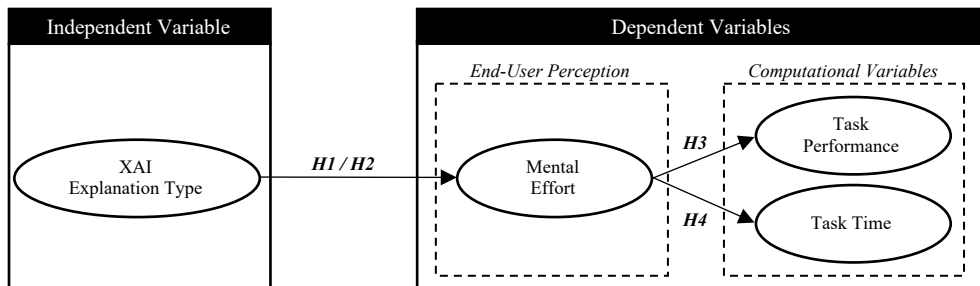 Independent Variable
Dependent Variables
End-User Perception
Computational Variables
XAI
Explanation Type
H1 / H2
Mental
Effort
H3
H4
Task
Performance
Task Time